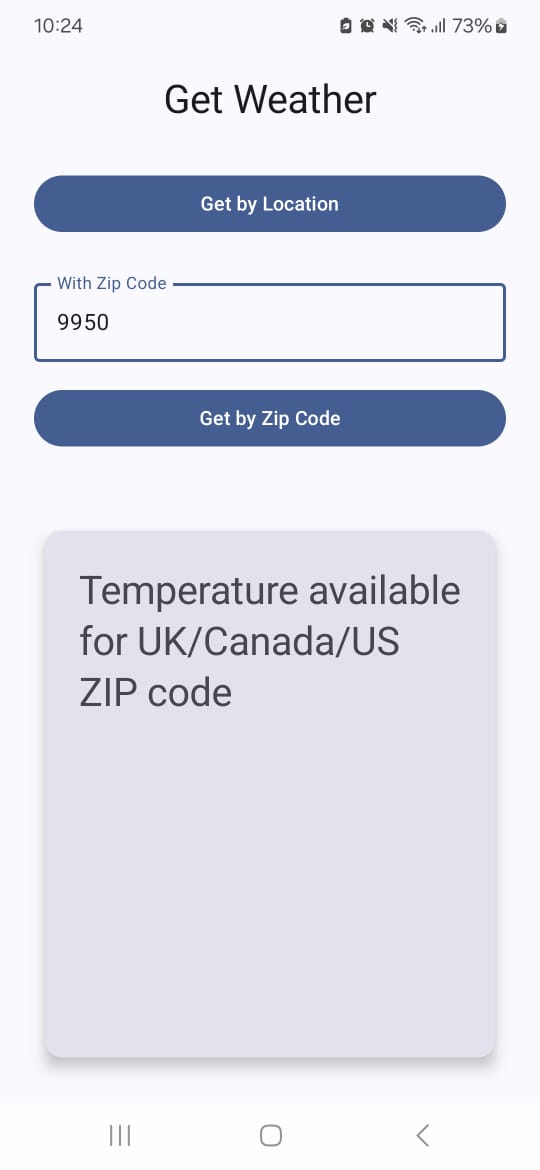 10:24
73%
Get Weather
Get by Location
With Zip Code
9950
Get by Zip Code
Temperature available
for UK/Canada/US
ZIP code